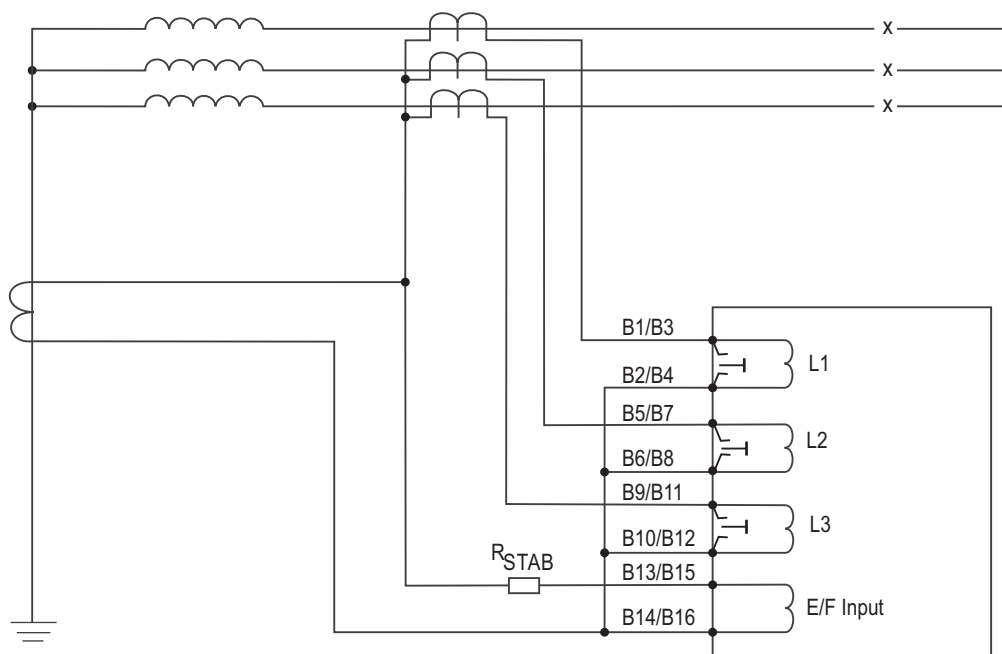 x
x
x
B1/B3
L1
B2/B4
B5/B7
L2
B6/B8
B9/B11
L3
B10/B12
RSTAB
B13/B15
E/F Input
B14/B16